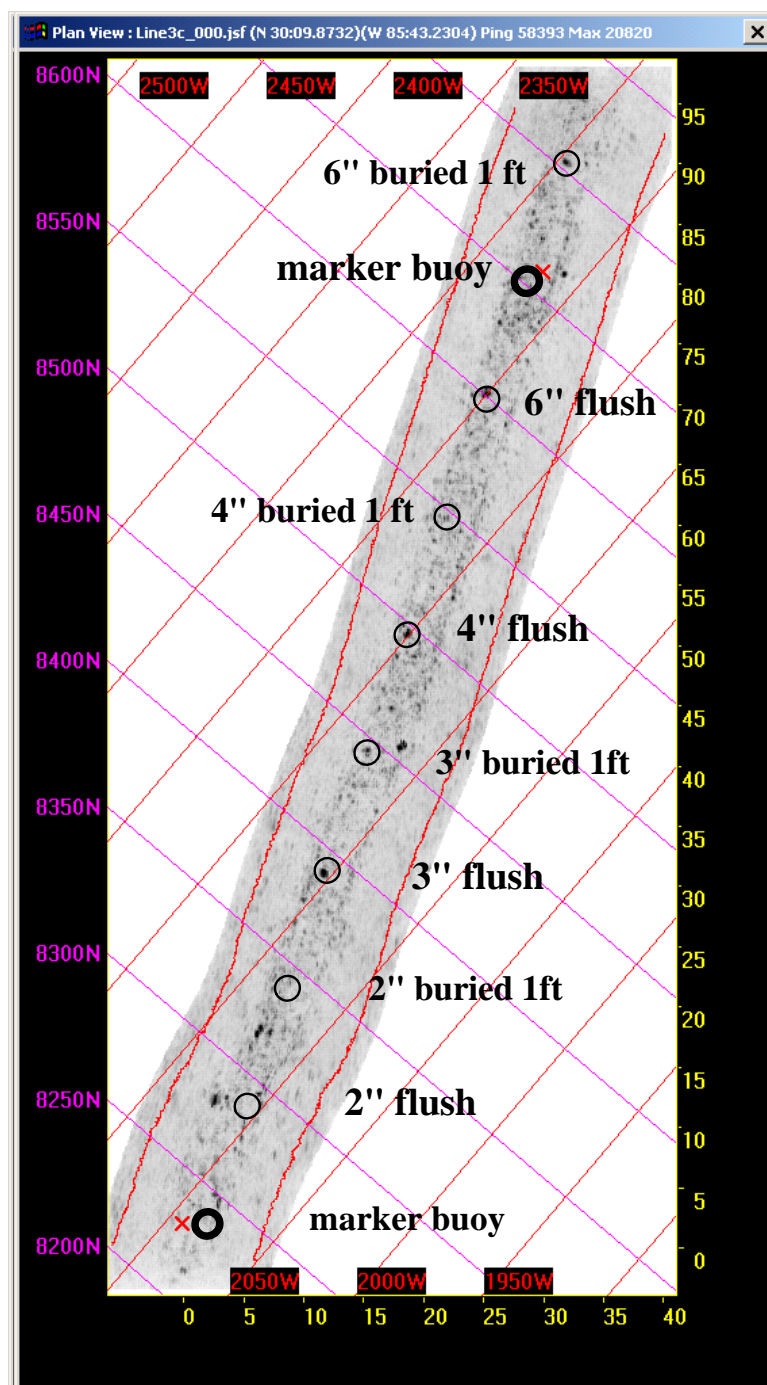 Plan View : Line3c_000.jsf (N 30:09.8732)(W 85:43.2304) Ping 58393 Max 20820
8600N
2500W 2450W 2400W 2350W
95
6" buried 1 ft
90
8550N
85
marker buoy
80
75
8500N
6" flush
70
65
4" buried 1 ft
8450N
60
55
4" flush
50
8400N
45
3" buried 1ft
40
8350N
35
3" flush
30
25
8300N
2" buried 1ft
20
15
2" flush
8250N
10
5
marker buoy
8200N
0
2050W 2000W 1950W
0 5 10 15 20 25 30 35 40